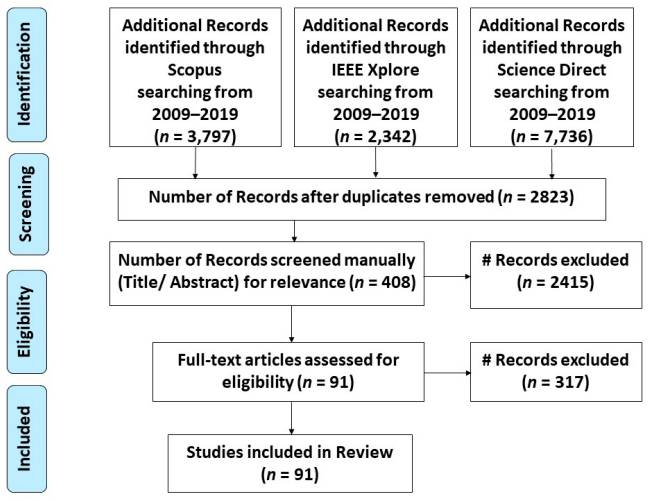 Identification
Additional Records
identified through
Scopus
searching from
2009–2019
(n = 3,797)
Additional Records
identified through
IEEE Xplore
searching from
2009–2019
(n = 2,342)
Additional Records
identified through
Science Direct
searching from
2009–2019
(n = 7,736)
Screening
Number of Records after duplicates removed (n = 2823)
Number of Records screened manually
(Title/ Abstract) for relevance (n = 408)
# Records excluded
(n = 2415)
Eligibility
Full-text articles assessed for
eligibility (n = 91)
# Records excluded
(n = 317)
Included
Studies included in Review
(n = 91)